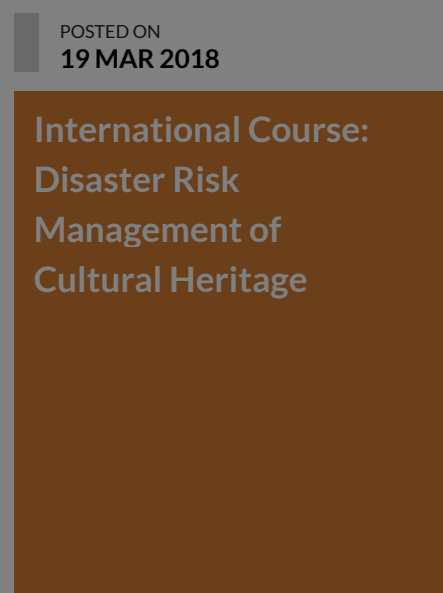 POSTED ON
19 MAR 2018
International Course:
Disaster Risk
Management of
Cultural Heritage